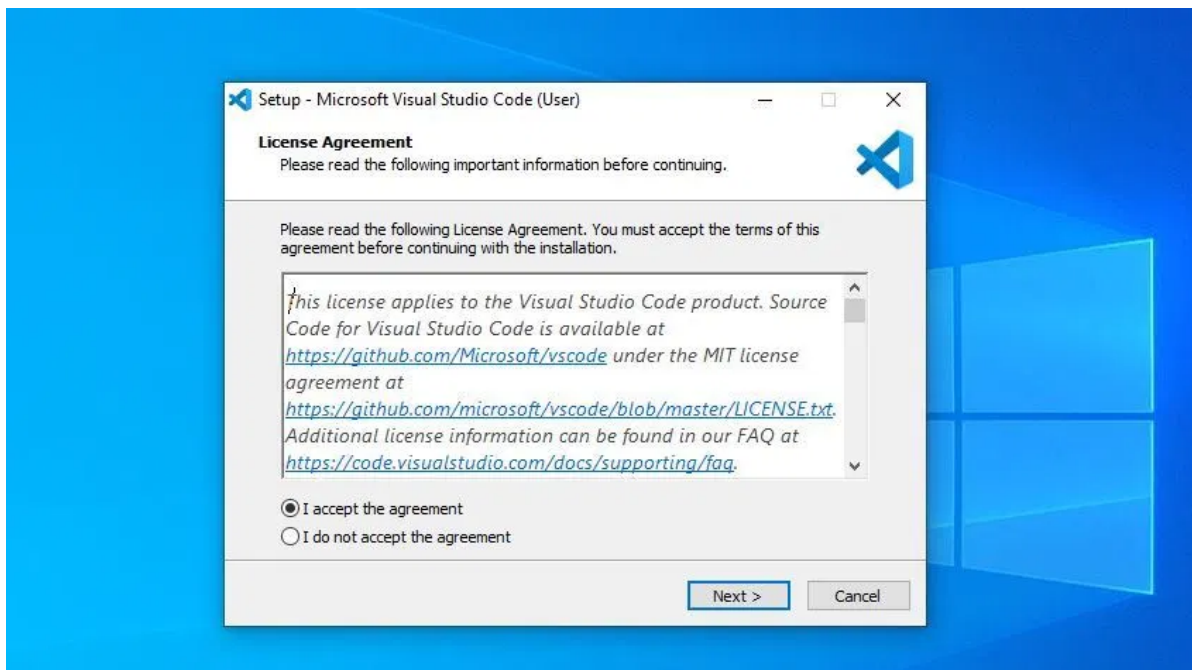 Setup - Microsoft Visual Studio Code (User)
License Agreement
Please read the following important information before continuing.
Please read the following License Agreement. You must accept the terms of this
agreement before continuing with the installation.
This license applies to the Visual Studio Code product. Source
Code for Visual Studio Code is available at
https://github.com/Microsoft/vscode under the MIT license
agreement at
https://github.com/microsoft/vscode/blob/master/LICENSE.txt.
Additional license information can be found in our FAQ at
https://code.visualstudio.com/docs/supporting/faq.
I accept the agreement
I do not accept the agreement
Next >
Cancel